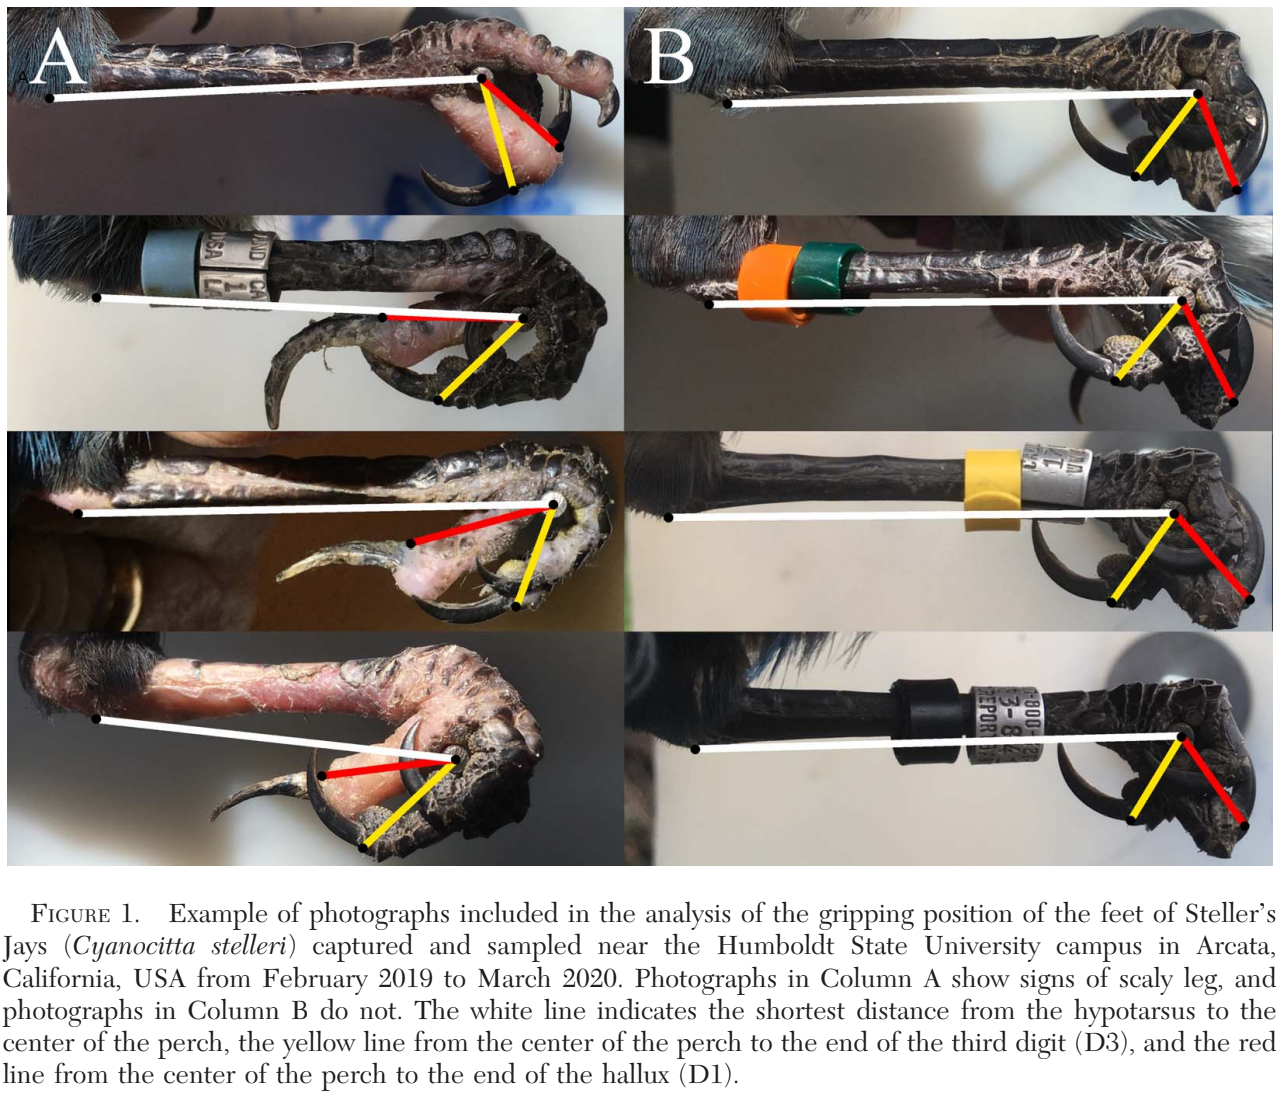 A
B
FIGURE 1. Example of photographs included in the analysis of the gripping position of the feet of Steller’s
Jays (Cyanocitta stelleri) captured and sampled near the Humboldt State University campus in Arcata,
California, USA from February 2019 to March 2020. Photographs in Column A show signs of scaly leg, and
photographs in Column B do not. The white line indicates the shortest distance from the hypotarsus to the
center of the perch, the yellow line from the center of the perch to the end of the third digit (D3), and the red
line from the center of the perch to the end of the hallux (D1).